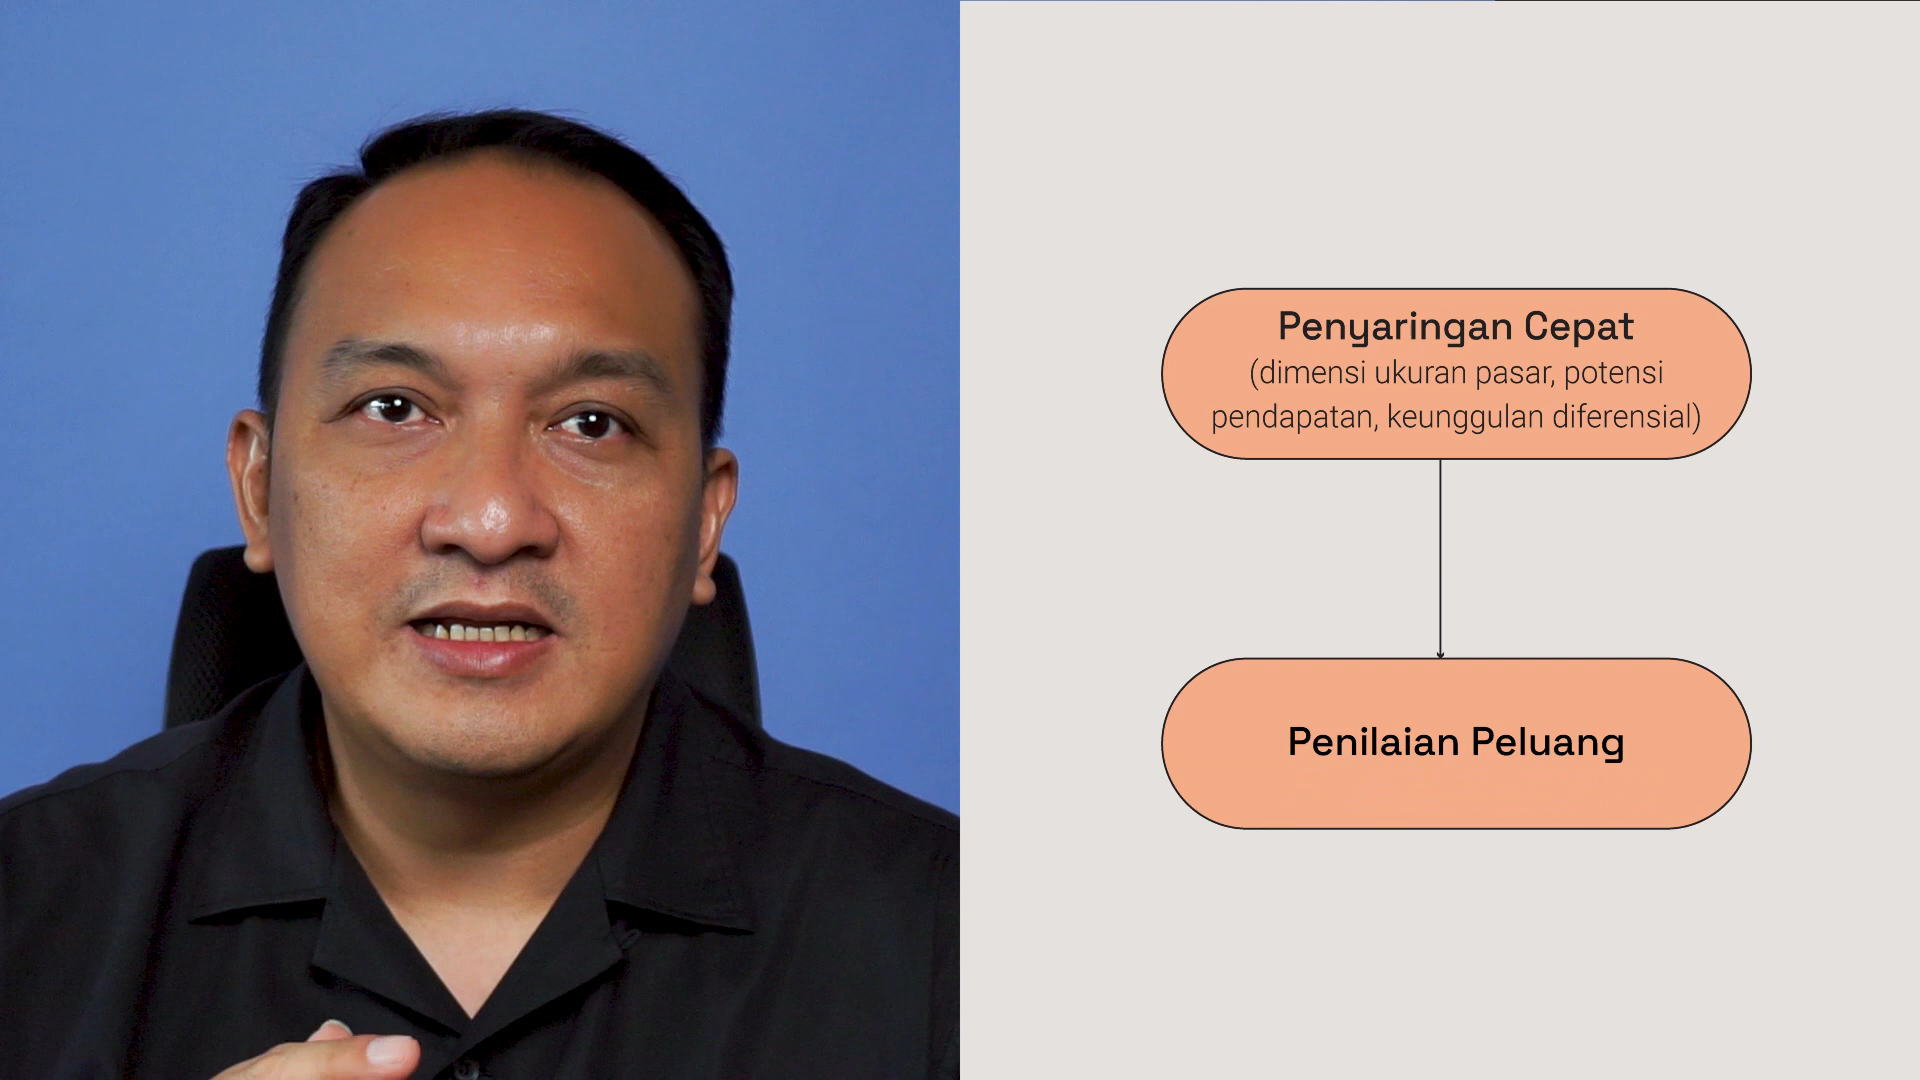 Penyaringan Cepat
(dimensi ukuran pasar, potensi
pendapatan, keunggulan diferensial)
Penilaian Peluang